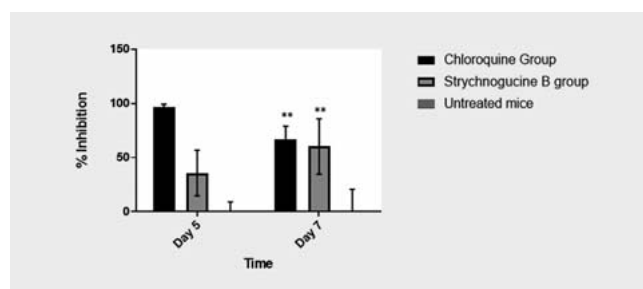 150
100
50
0
% Inhibition
** **
Day 5
Day 7
Time
Chloroquine Group
Strychnogucine B group
Untreated mice